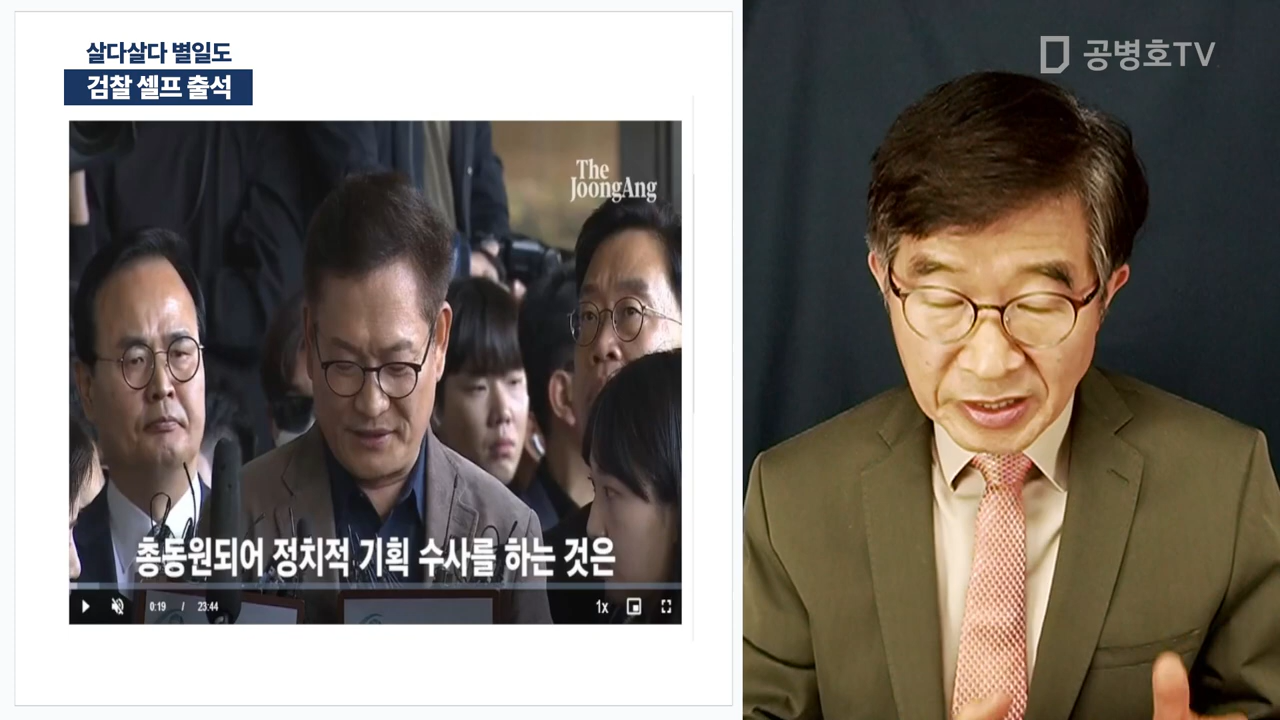 살다살다 별일도
검찰 셀프 출석
공병호TV
The
JoongAng
총동원되어 정치적 기획 수사를 하는 것은
0:19 / 23:44
1x